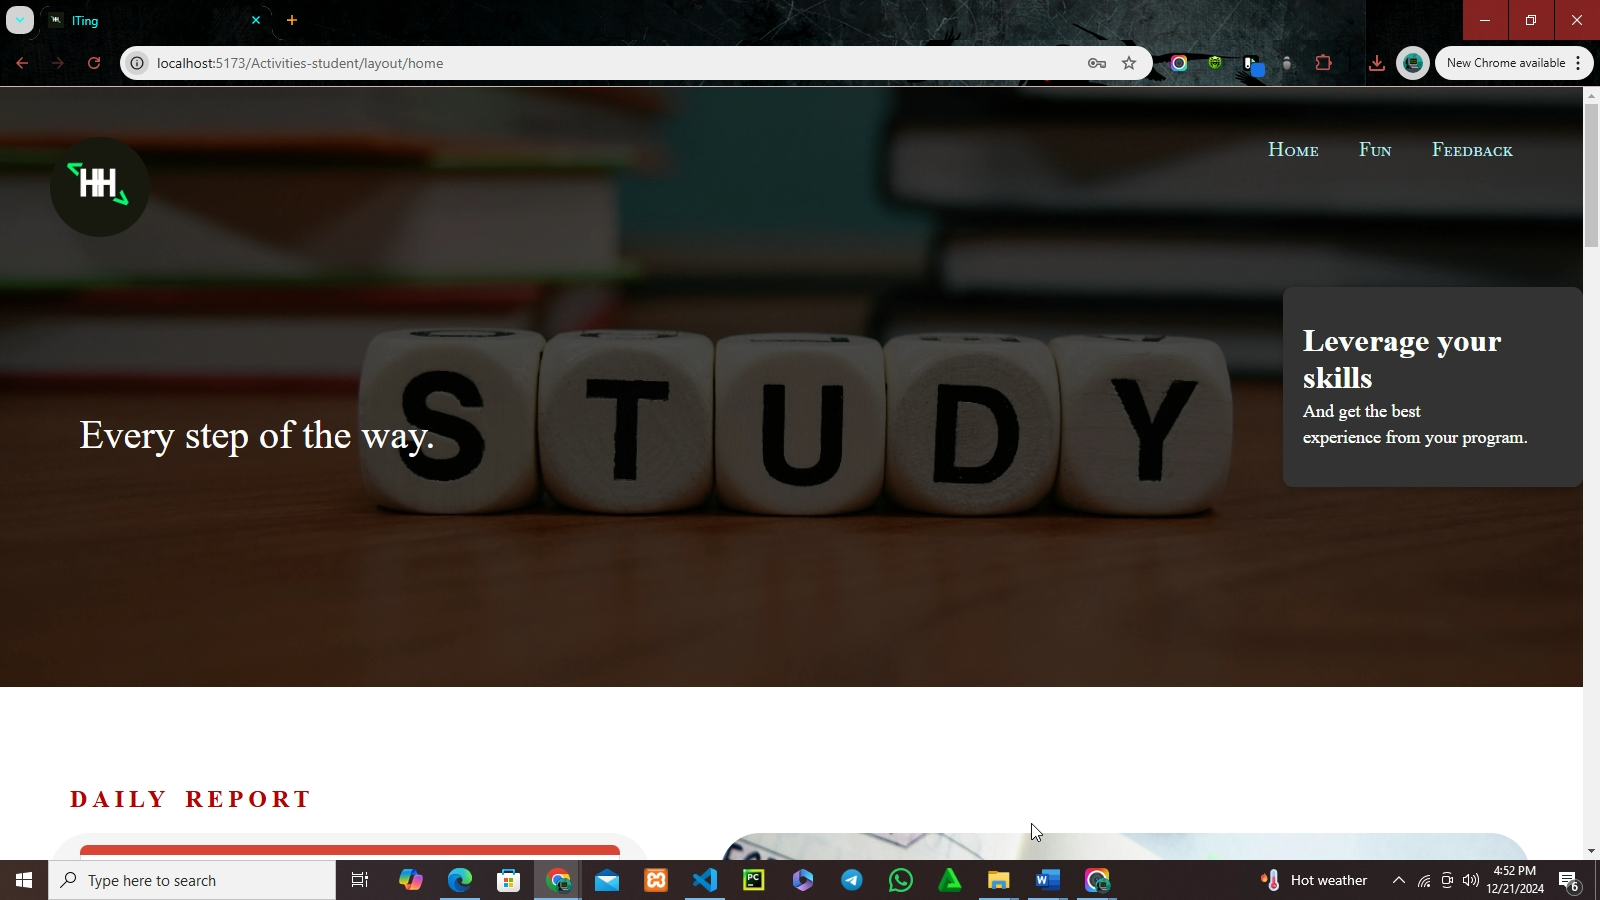 ITing
localhost:5173/Activities-student/layout/home
New Chrome available
HH
Home Fun Feedback
Leverage your
skills
And get the best
experience from your program.
Every step of the way.
STUDY
DAILY REPORT
Type here to search
PC
W
Hot weather
4:52 PM
12/21/2024
6